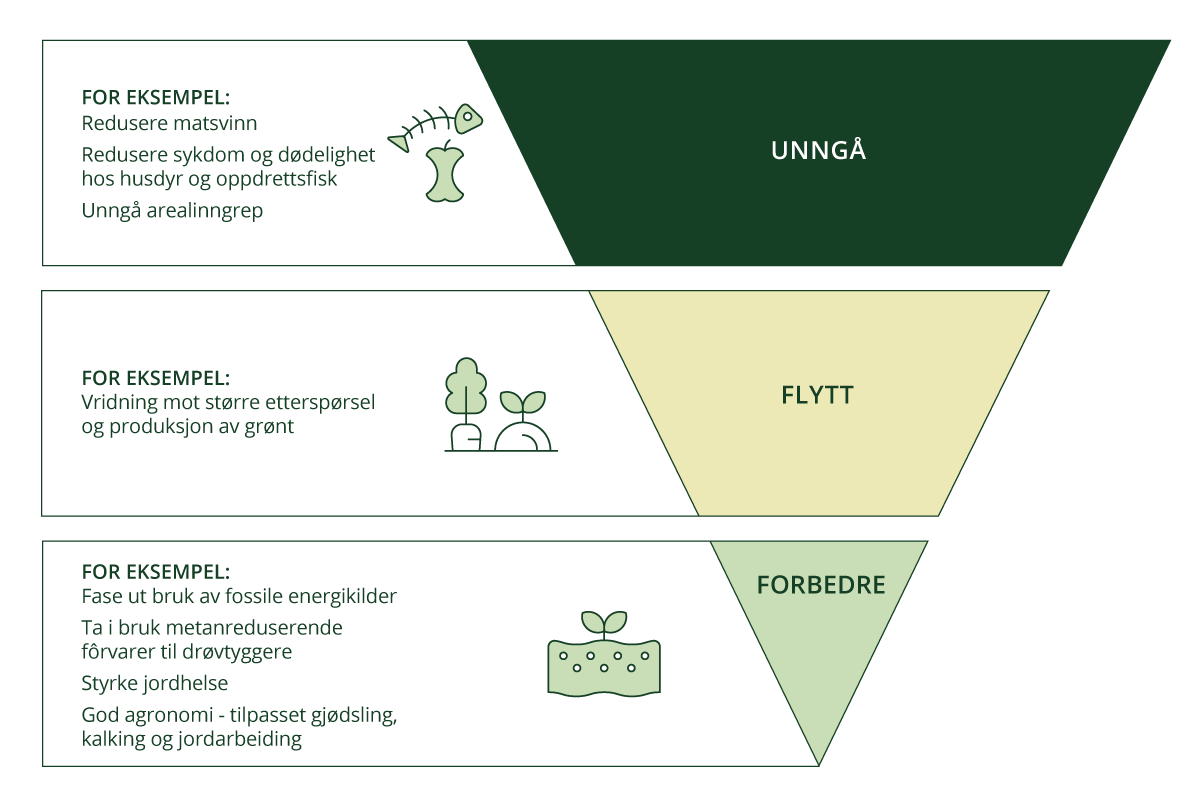 FOR EKSEMPEL:
Redusere matsvinn
Redusere sykdom og dødelighet
hos husdyr og oppdrettsfisk
Unngå arealinngrep
UNNGÅ
FOR EKSEMPEL:
Vridning mot større etterspørsel
og produksjon av grønt
FLYTT
FOR EKSEMPEL:
Fase ut bruk av fossile energikilder
Ta i bruk metanreduserende
fôrvarer til drøvtyggere
Styrke jordhelse
God agronomi - tilpasset gjødsling,
kalking og jordarbeiding
FORBEDRE